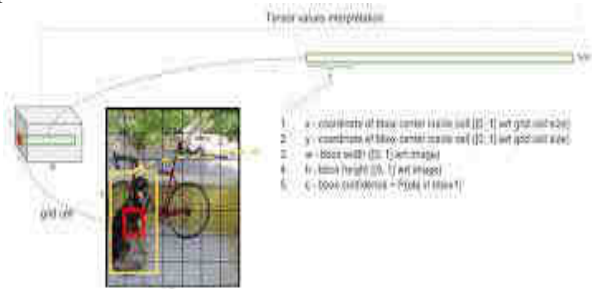 Tensor values interpretation
1. x - coordinate of bbox center inside cell ([0; 1] wrt grid cell size)
2. y - coordinate of bbox center inside cell ([0; 1] wrt grid cell size)
3. w - bbox width ([0; 1] wrt image)
4. h - bbox height ([0; 1] wrt image)
5. c - bbox confidence
grid cell